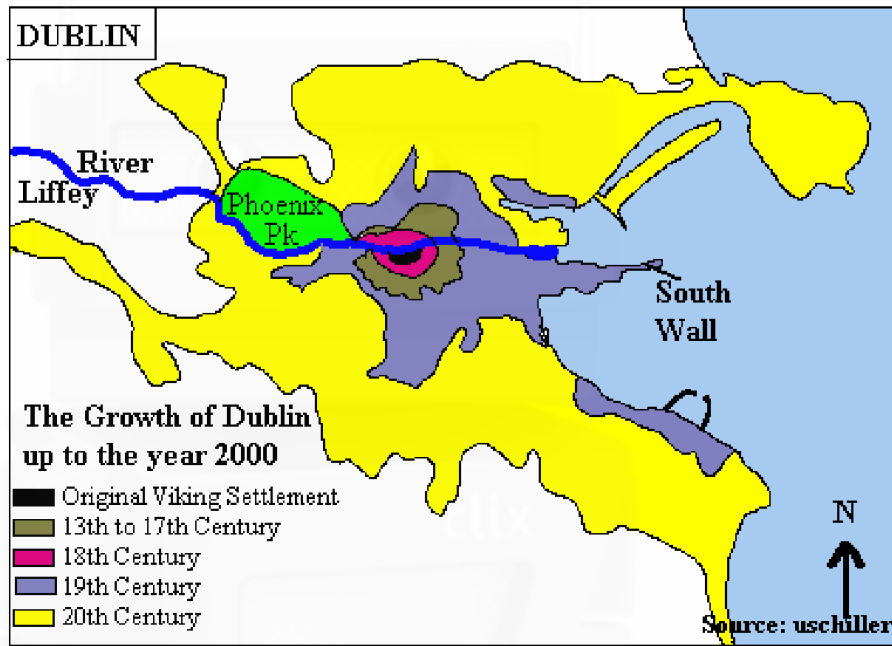 DUBLIN
River
Liffey
Phoenix
Pk
South
Wall
The Growth of Dublin
up to the year 2000
Original Viking Settlement
13th to 17th Century
18th Century
19th Century
20th Century
N
Source: uschiller
clix